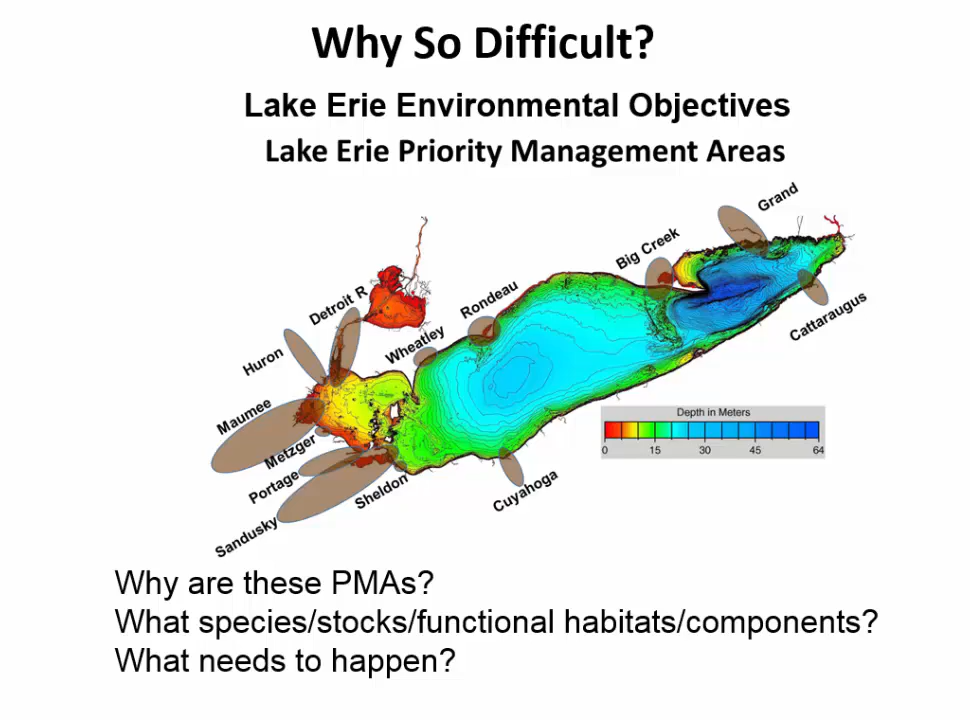 Why So Difficult?
Lake Erie Environmental Objectives
Lake Erie Priority Management Areas
Grand
Big Creek
Cattaraugus
Rondeau
Detroit R
Wheatley
Huron
Maumee
Metzger
Portage
Sheldon
Sandusky
Cuyahoga
Depth in Meters
0 15 30 45 64
Why are these PMAs?
What species/stocks/functional habitats/components?
What needs to happen?